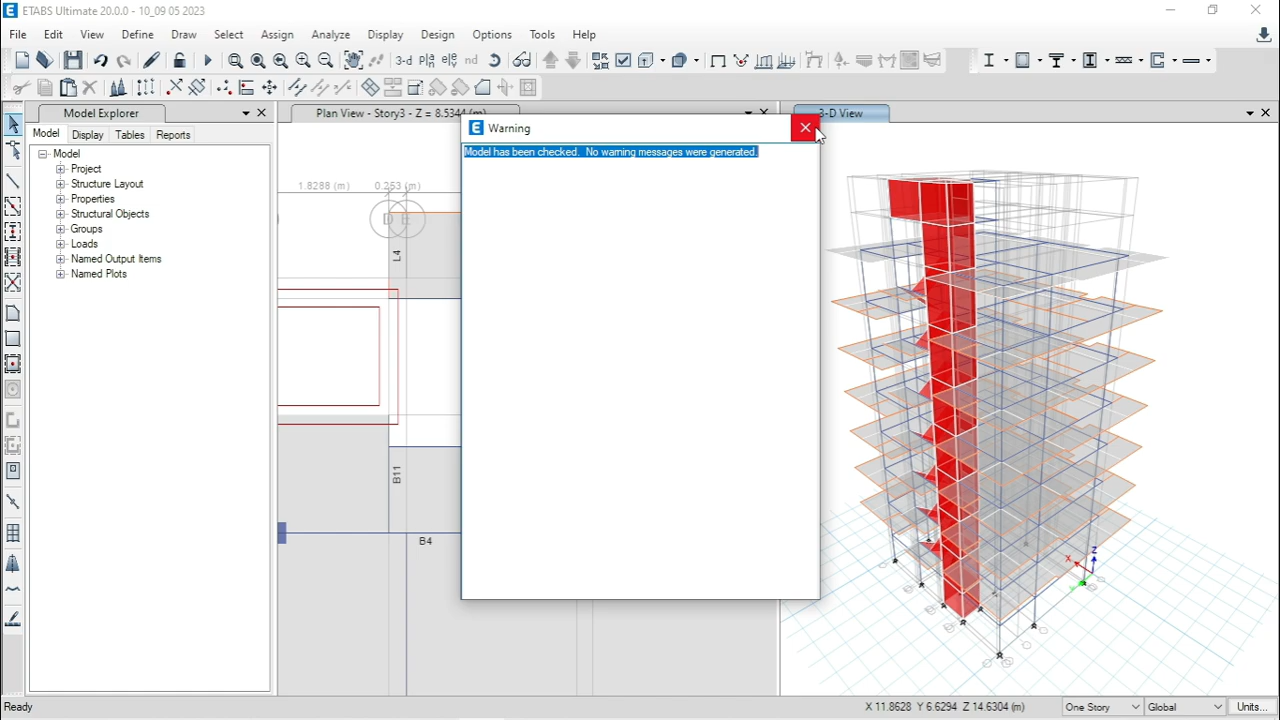 ETABS Ultimate 20.0.0 - 10_09 05 2023
File Edit View Define Draw Select Assign Analyze Display Design Options Tools Help
3-d nd
Model Explorer
Plan View - Story3 - Z = 8.5344 (m)
3-D View
Warning
Model Display Tables Reports
Model has been checked. No warning messages were generated.
Model
Project
Structure Layout
Properties
Structural Objects
Groups
Loads
Named Output Items
Named Plots
1.8288 (m) 0.253 (m)
D E
L4
B11
B4
X
Z
Ready
X 11.8628 Y 6.6294 Z 14.6304 (m)
One Story
Global
Units...